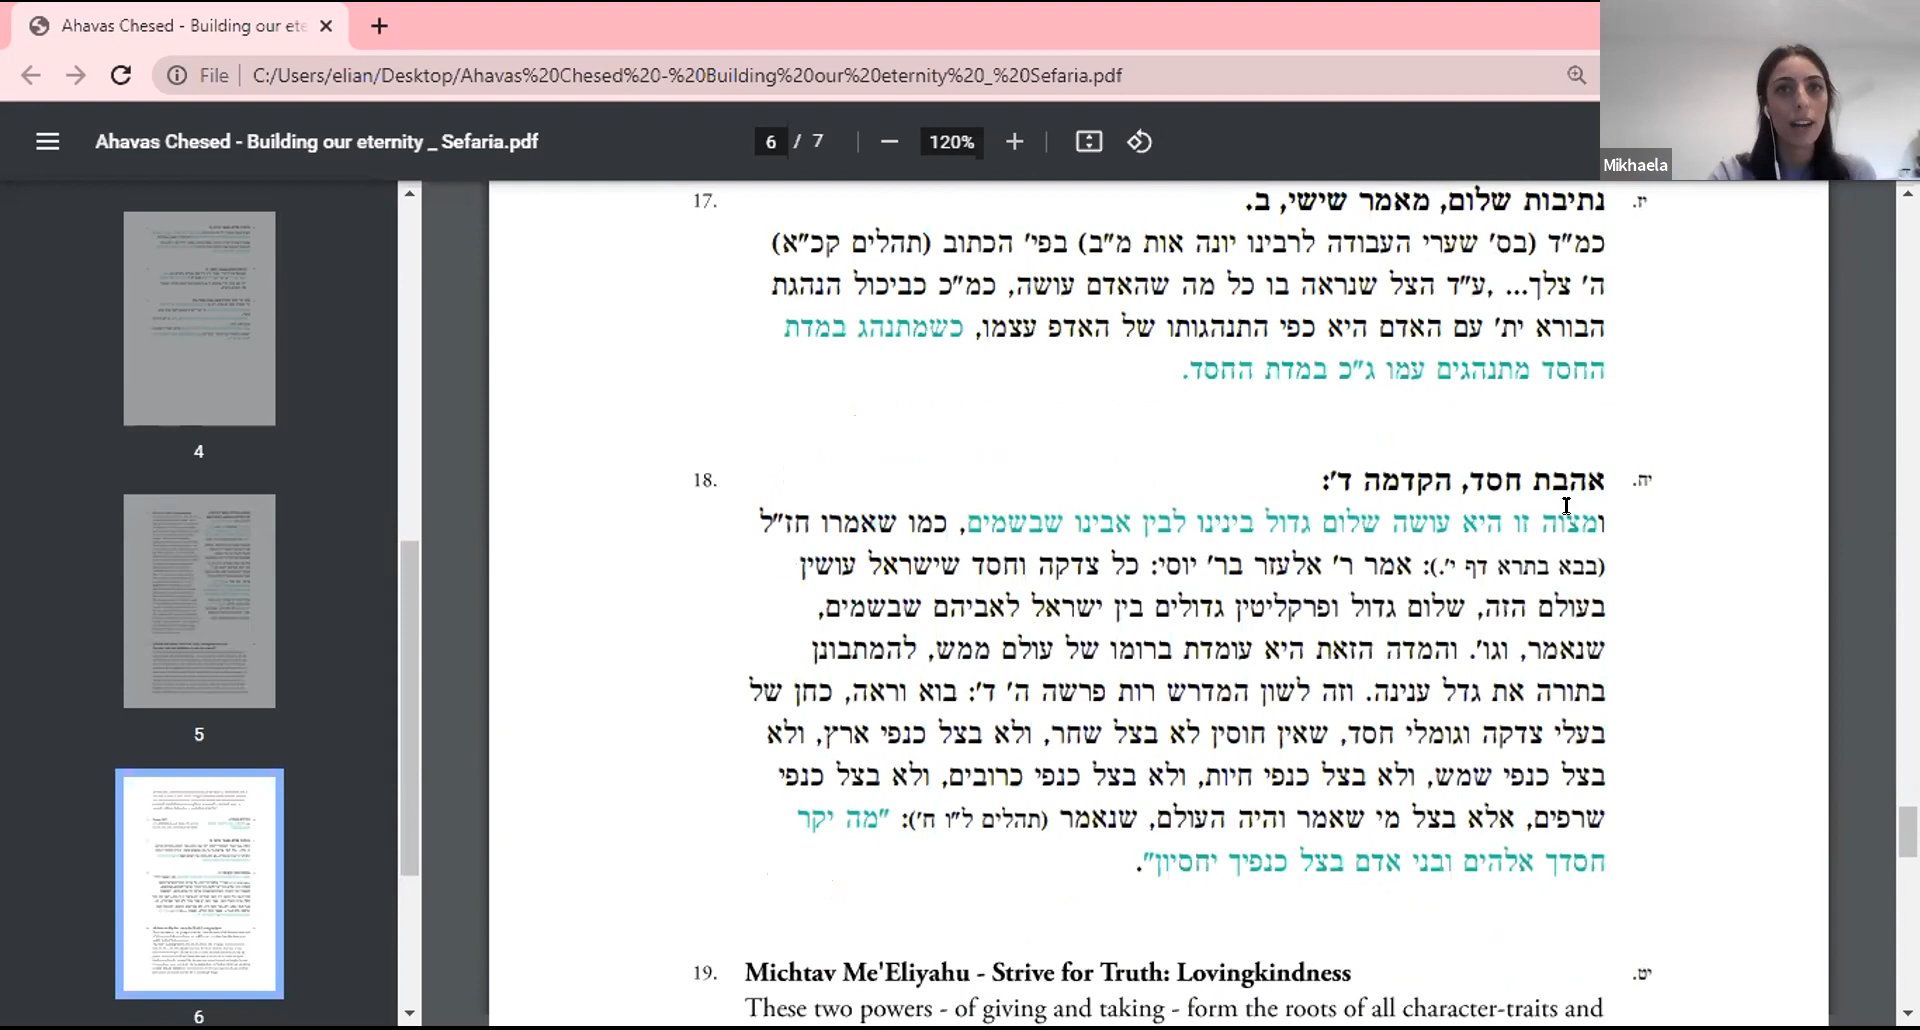 Ahavas Chesed - Building our ete
File C:/Users/elian/Desktop/Ahavas%20Chesed%20-%20Building%20our%20eternity%20_%20Sefaria.pdf
Ahavas Chesed - Building our eternity _ Sefaria.pdf
6 / 7
120%
Mikhaela
4
5
6
17.
יז.
נתיבות שלום, מאמר שישי, ב.
כמ"ד (בס' שערי העבודה לרבינו יונה אות מ"ב) בפי' הכתוב (תהלים קכ"א)
ה' צלך... ,ע"ד הצל שנראה בו כל מה שהאדם עושה, כמ"כ כביכול הנהגת
הבורא ית' עם האדם היא כפי התנהגותו של האדפ עצמו, כשמתנהג במדת
החסד מתנהגים עמו ג"כ במדת החסד.
18.
יח.
אהבת חסד, הקדמה ד':
ומצוה זו היא עושה שלום גדול בינינו לבין אבינו שבשמים, כמו שאמרו חז"ל
(בבא בתרא דף י'.): אמר ר' אלעזר בר' יוסי: כל צדקה וחסד שישראל עושין
בעולם הזה, שלום גדול ופרקליטין גדולים בין ישראל לאביהם שבשמים,
שנאמר, וגו'. והמדה הזאת היא עומדת ברומו של עולם ממש, להמתבונן
בתורה את גדל ענינה. וזה לשון המדרש רות פרשה ה' ד': בוא וראה, כחן של
בעלי צדקה וגומלי חסד, שאין חוסין לא בצל שחר, ולא בצל כנפי ארץ, ולא
בצל כנפי שמש, ולא בצל כנפי חיות, ולא בצל כנפי כרובים, ולא בצל כנפי
שרפים, אלא בצל מי שאמר והיה העולם, שנאמר (תהלים ל"ו ח'): "מה יקר
חסדך אלהים ובני אדם בצל כנפיך יחסיון".
19.
יט.
Michtav Me'Eliyahu - Strive for Truth: Lovingkindness
These two powers - of giving and taking - form the roots of all character-traits and